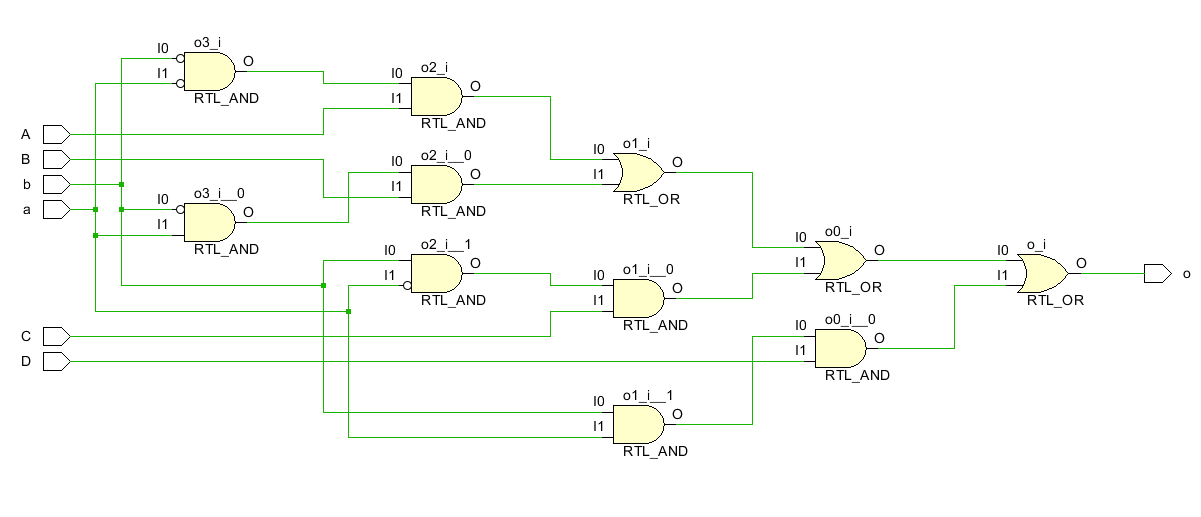 o3_i
I0
I1
O
RTL_AND
o2_i
I0
I1
O
RTL_AND
A
B
b
a
o2_i__0
I0
I1
O
RTL_AND
o1_i
I0
I1
O
RTL_OR
o3_i__0
I0
I1
O
RTL_AND
o2_i__1
I0
I1
O
RTL_AND
o1_i__0
I0
I1
O
RTL_AND
o0_i
I0
I1
O
RTL_OR
o_i
I0
I1
O
RTL_OR
o
C
D
o0_i__0
I0
I1
O
RTL_AND
o1_i__1
I0
I1
O
RTL_AND